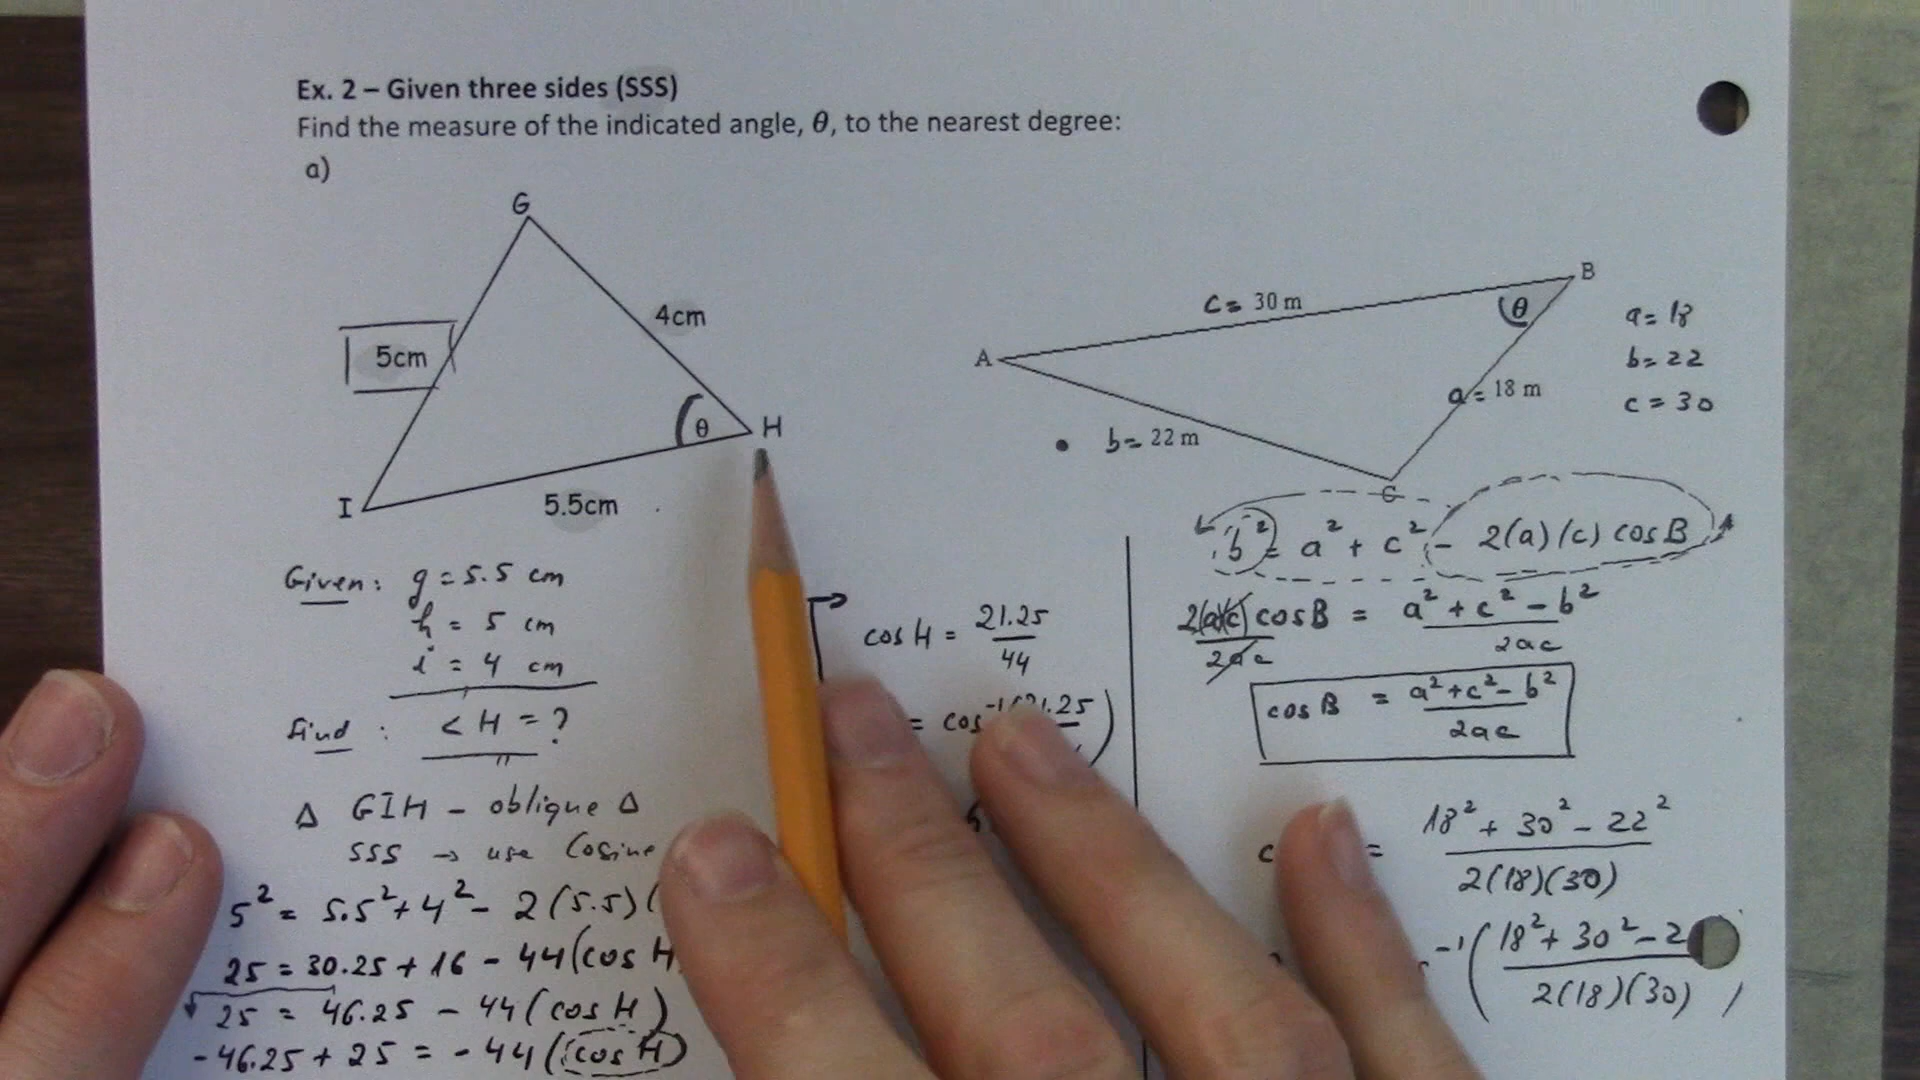 Ex. 2 – Given three sides (SSS)
Find the measure of the indicated angle, θ, to the nearest degree:
a)
G
4cm
5cm
θ
H
I
5.5cm
Given: g = 5.5 cm
h = 5 cm
i = 4 cm
find : < H = ?
Δ GIH - oblique Δ
SSS → use Cosine
5² = 5.5² + 4² - 2(5.5)(
25 = 30.25 + 16 - 44(cos H
25 = 46.25 - 44(cos H)
-46.25 + 25 = -44(cos H)
cos H = 21.25/44
= cos⁻¹(21.25
B
c = 30 m
θ
A
a = 18 m
b = 22 m
C
a = 18
b = 22
c = 30
b² = a² + c² - 2(a)(c) cos B
2(a)(c) cos B / 2ac = a² + c² - b² / 2ac
cos B = a² + c² - b² / 2ac
= 18² + 30² - 22² / 2(18)(30)
⁻¹(18² + 30² - 2 / 2(18)(30)